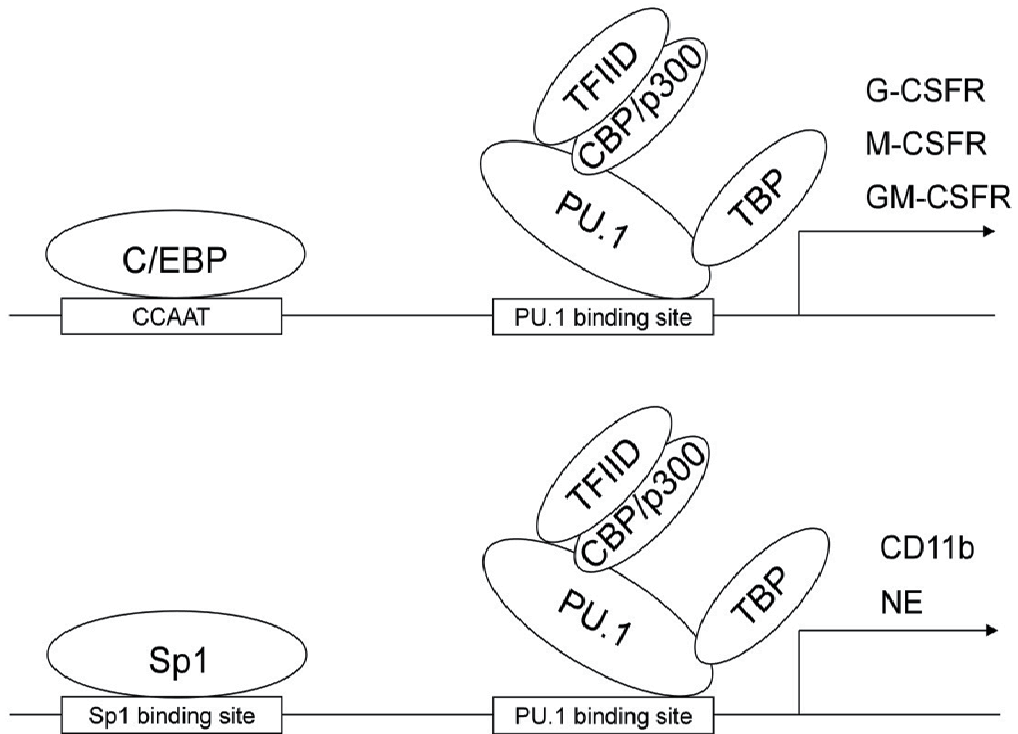 TFIID
CBP/p300
G-CSFR
M-CSFR
GM-CSFR
PU.1
TBP
C/EBP
CCAAT
PU.1 binding site
TFIID
CBP/p300
CD11b
NE
PU.1
TBP
Sp1
Sp1 binding site
PU.1 binding site